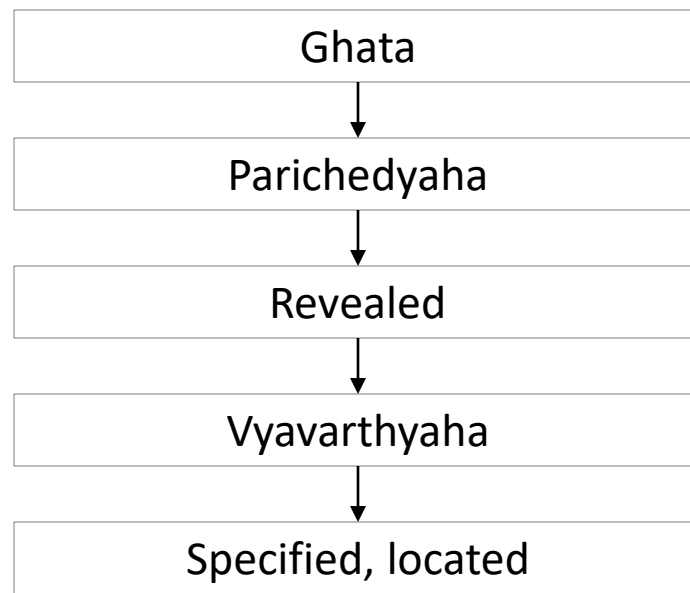 Ghata
Parichedyaha
Revealed
Vyavarthyaha
Specified, located